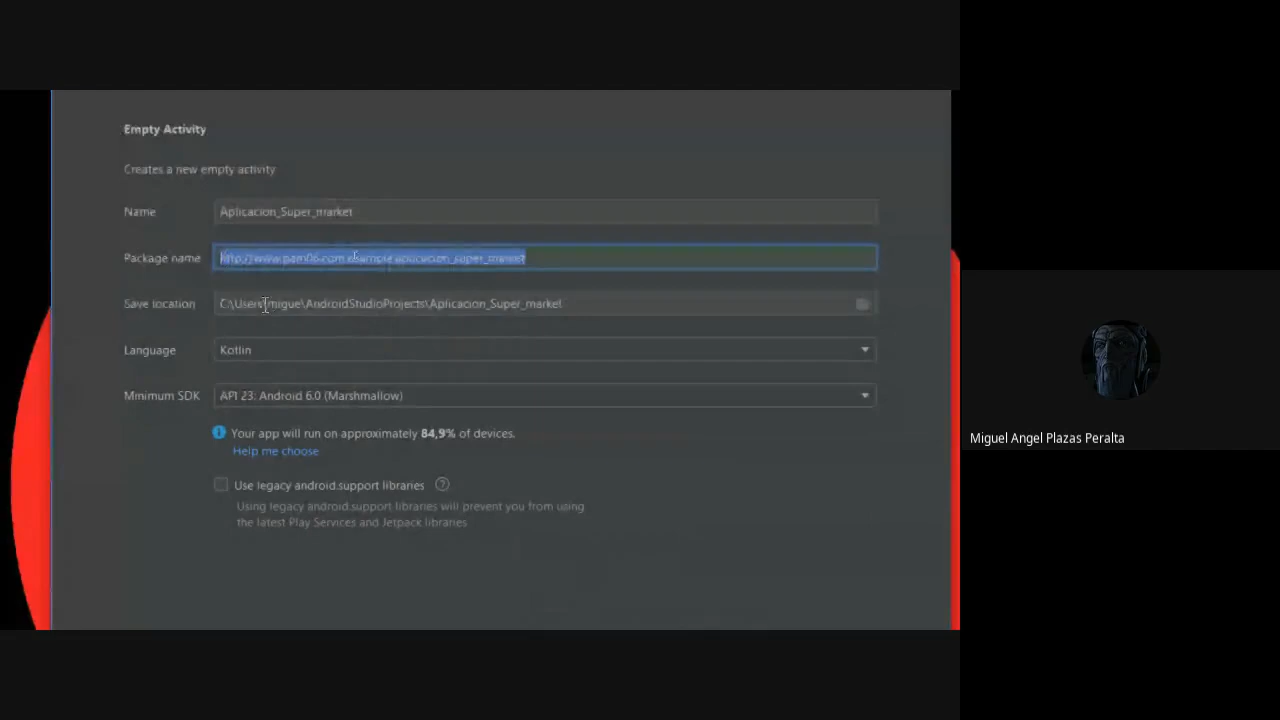 Empty Activity
Creates a new empty activity
Name Aplicacion_Super_market
Package name
Save location C:\Users\migue\AndroidStudioProjects\Aplicacion_Super_market
Language Kotlin
Minimum SDK API 23: Android 6.0 (Marshmallow)
Your app will run on approximately 84,9% of devices.
Help me choose
Use legacy android.support libraries
Using legacy android.support libraries will prevent you from using
the latest Play Services and Jetpack libraries
Miguel Angel Plazas Peralta